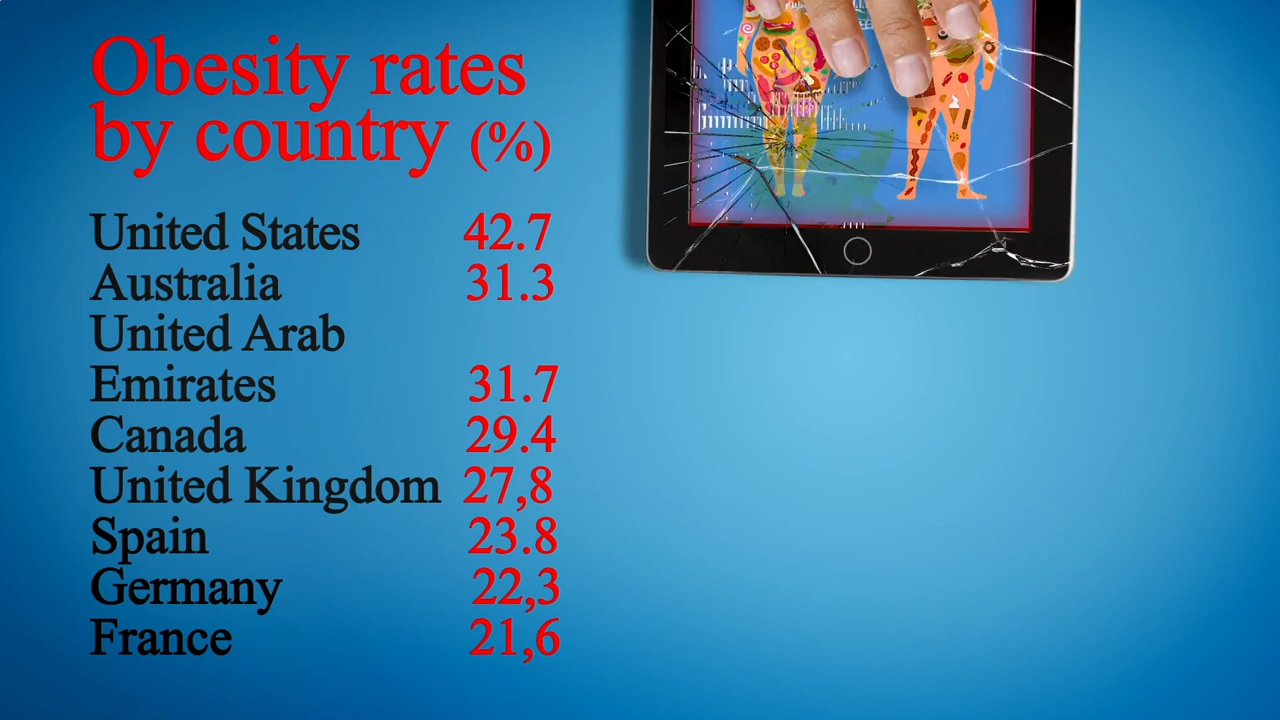 Obesity rates
by country (%)
United States 42.7
Australia 31.3
United Arab
Emirates 31.7
Canada 29.4
United Kingdom 27,8
Spain 23.8
Germany 22,3
France 21,6